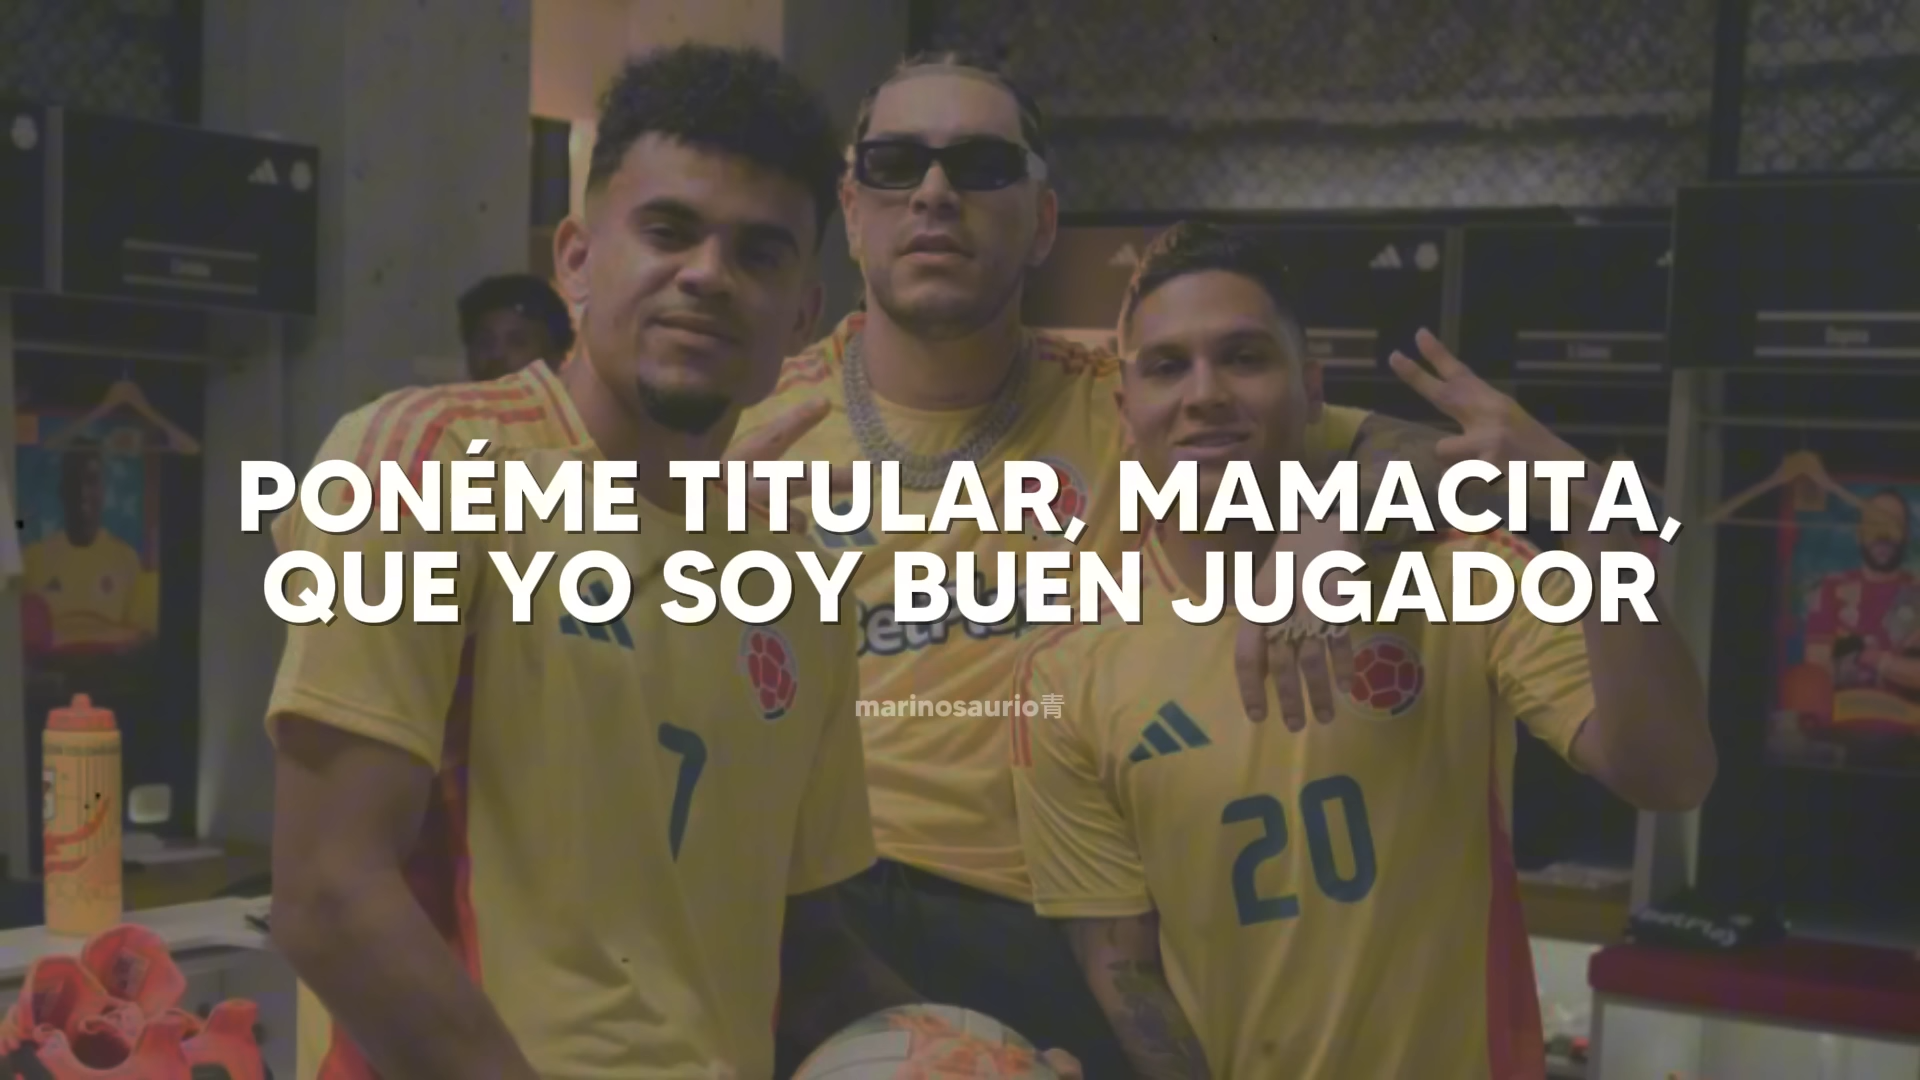 PONÉME TITULAR, MAMACITA,
QUE YO SOY BUEN JUGADOR
marinosaurio青
7
20